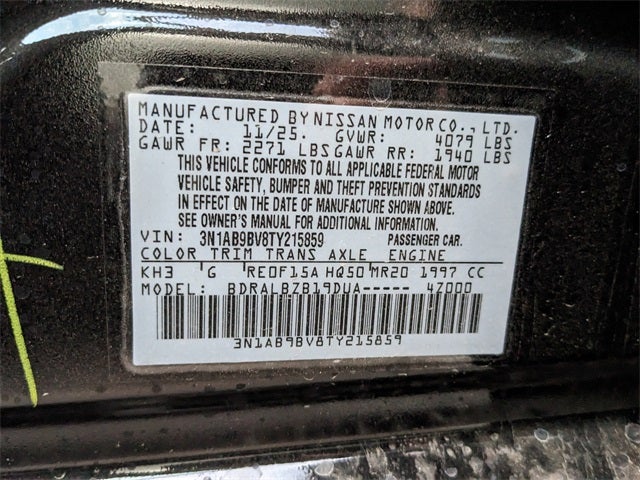 MANUFACTURED BY NISSAN MOTOR CO., LTD.
DATE: 11/25. GVWR: 4079 LBS
GAWR FR: 2271 LBS GAWR RR: 1940 LBS
THIS VEHICLE CONFORMS TO ALL APPLICABLE FEDERAL MOTOR
VEHICLE SAFETY, BUMPER AND THEFT PREVENTION STANDARDS
IN EFFECT ON THE DATE OF MANUFACTURE SHOWN ABOVE.
SEE OWNER'S MANUAL FOR ADDITIONAL INFORMATION.
VIN: 3N1AB9BV8TY215859 PASSENGER CAR.
COLOR TRIM TRANS AXLE ENGINE
KH3 G RE0F15A HQ50 MR20 1997 CC
MODEL: BDRALBZB19DUA----- 4Z000
3N1AB9BV8TY215859